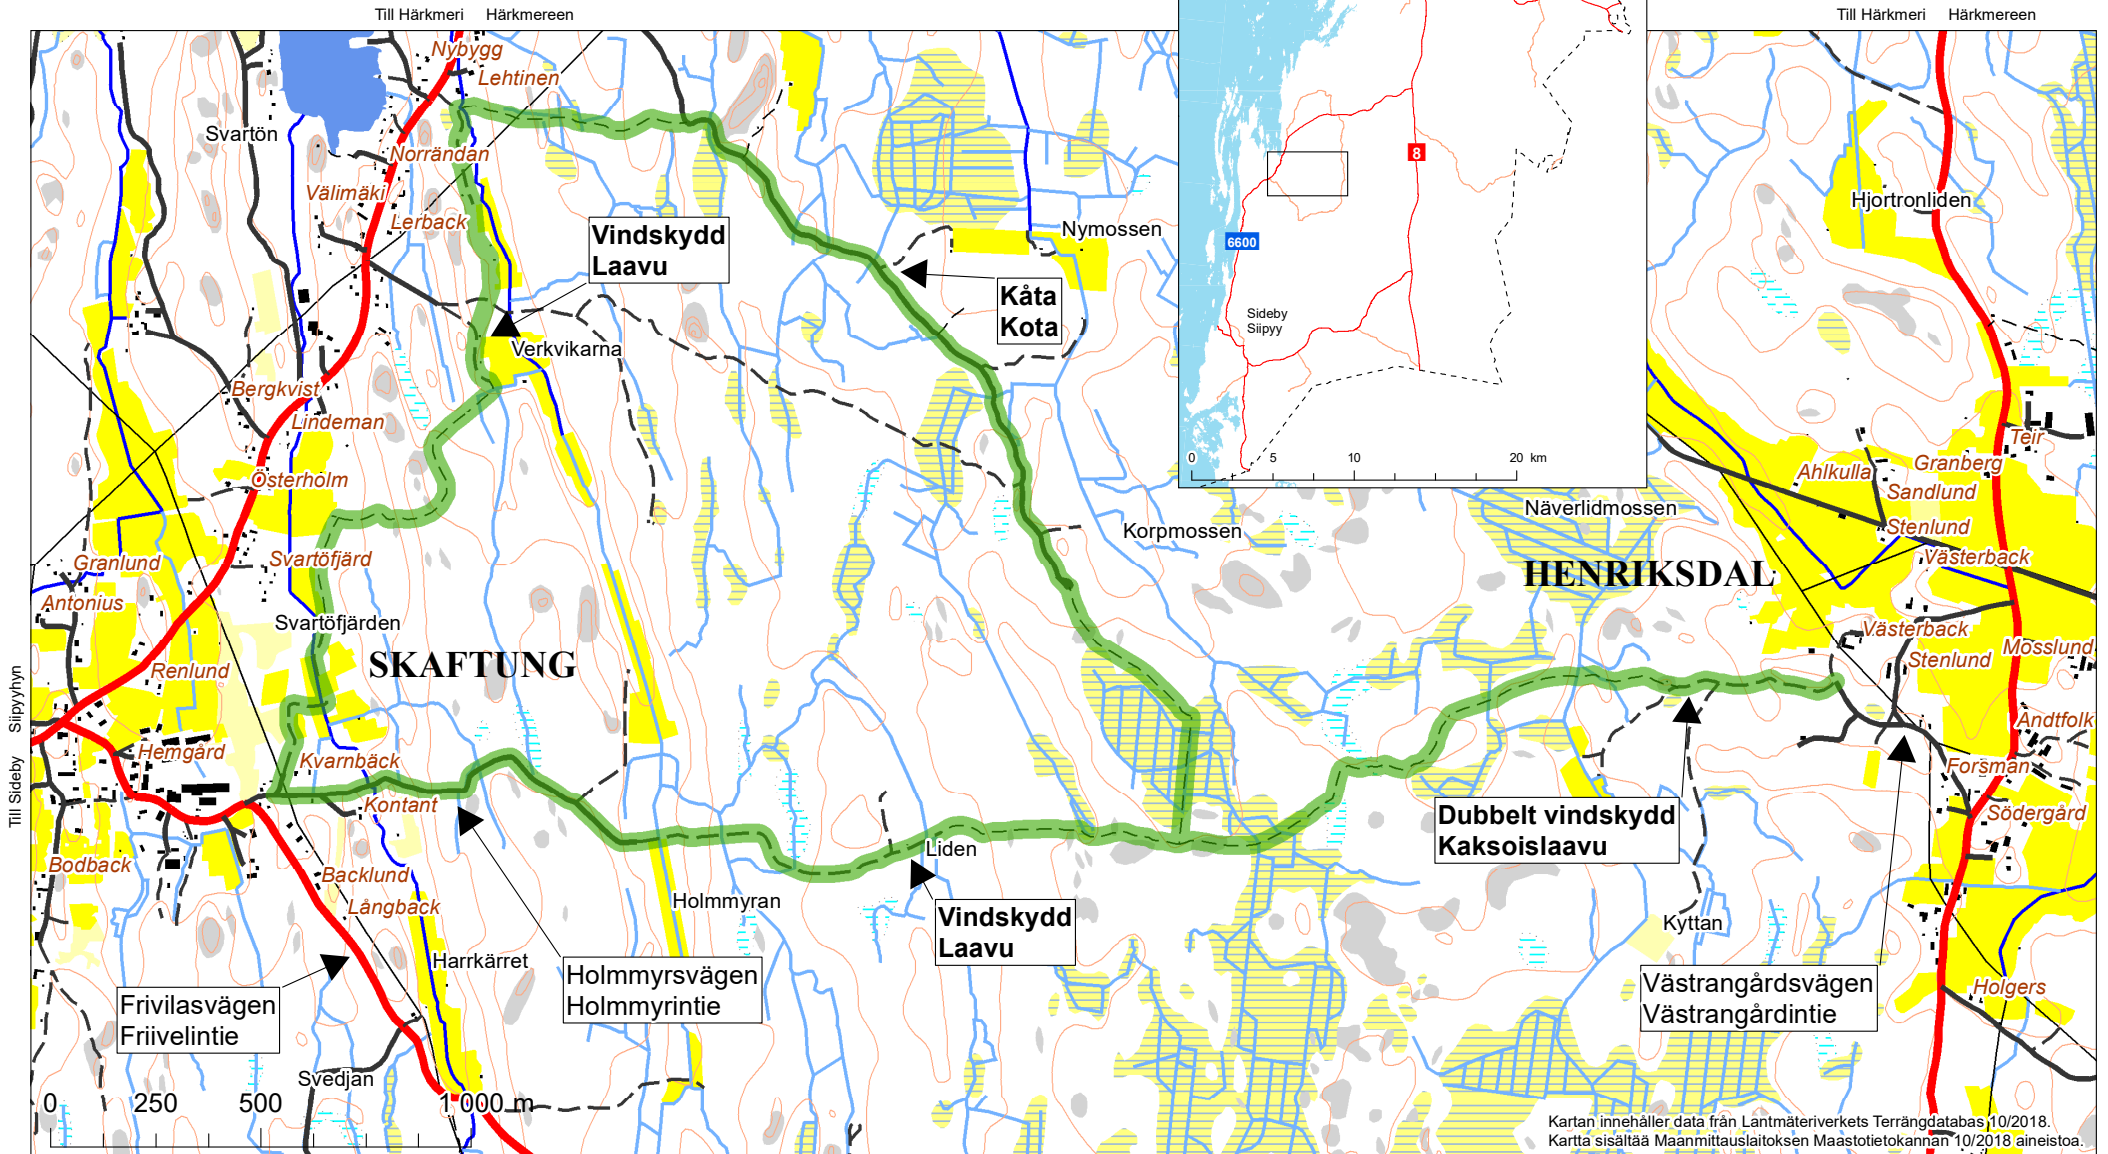 Till Härkmeri Härkmereen
Till Härkmeri Härkmereen
Nybygg
Lehtinen
Svartön
Norrändan
Välimäki
Lerback
Vindskydd
Laavu
Nymossen
Kåta
Kota
Verkvikarna
8
6600
Sideby
Siipyy
0 5 10 20 km
Hjortronliden
Bergkvist
Lindeman
Österholm
Teir
Granberg
Ahlkulla
Sandlund
Stenlund
Västerback
Näverlidmossen
Korpmossen
HENRIKSDAL
Granlund
Svartöfjärd
Antonius
Svartöfjärden
SKAFTUNG
Renlund
Västerback
Stenlund
Mosslund
Till Sideby Siipyyhyn
Hemgård
Kvarnbäck
Kontant
Andtfolk
Forsman
Södergård
Dubbelt vindskydd
Kaksoislaavu
Liden
Bodback
Backlund
Långback
Holmmyran
Vindskydd
Laavu
Kyttan
Harrkärret
Holmmyrsvägen
Holmmyrintie
Västrangårdsvägen
Västrangårdintie
Holgers
Frivilasvägen
Friivelintie
Svedjan
0 250 500 1 000 m
Kartan innehåller data från Lantmäteriverkets Terrängdatabas 10/2018.
Kartta sisältää Maanmittauslaitoksen Maastotietokannan 10/2018 aineistoa.